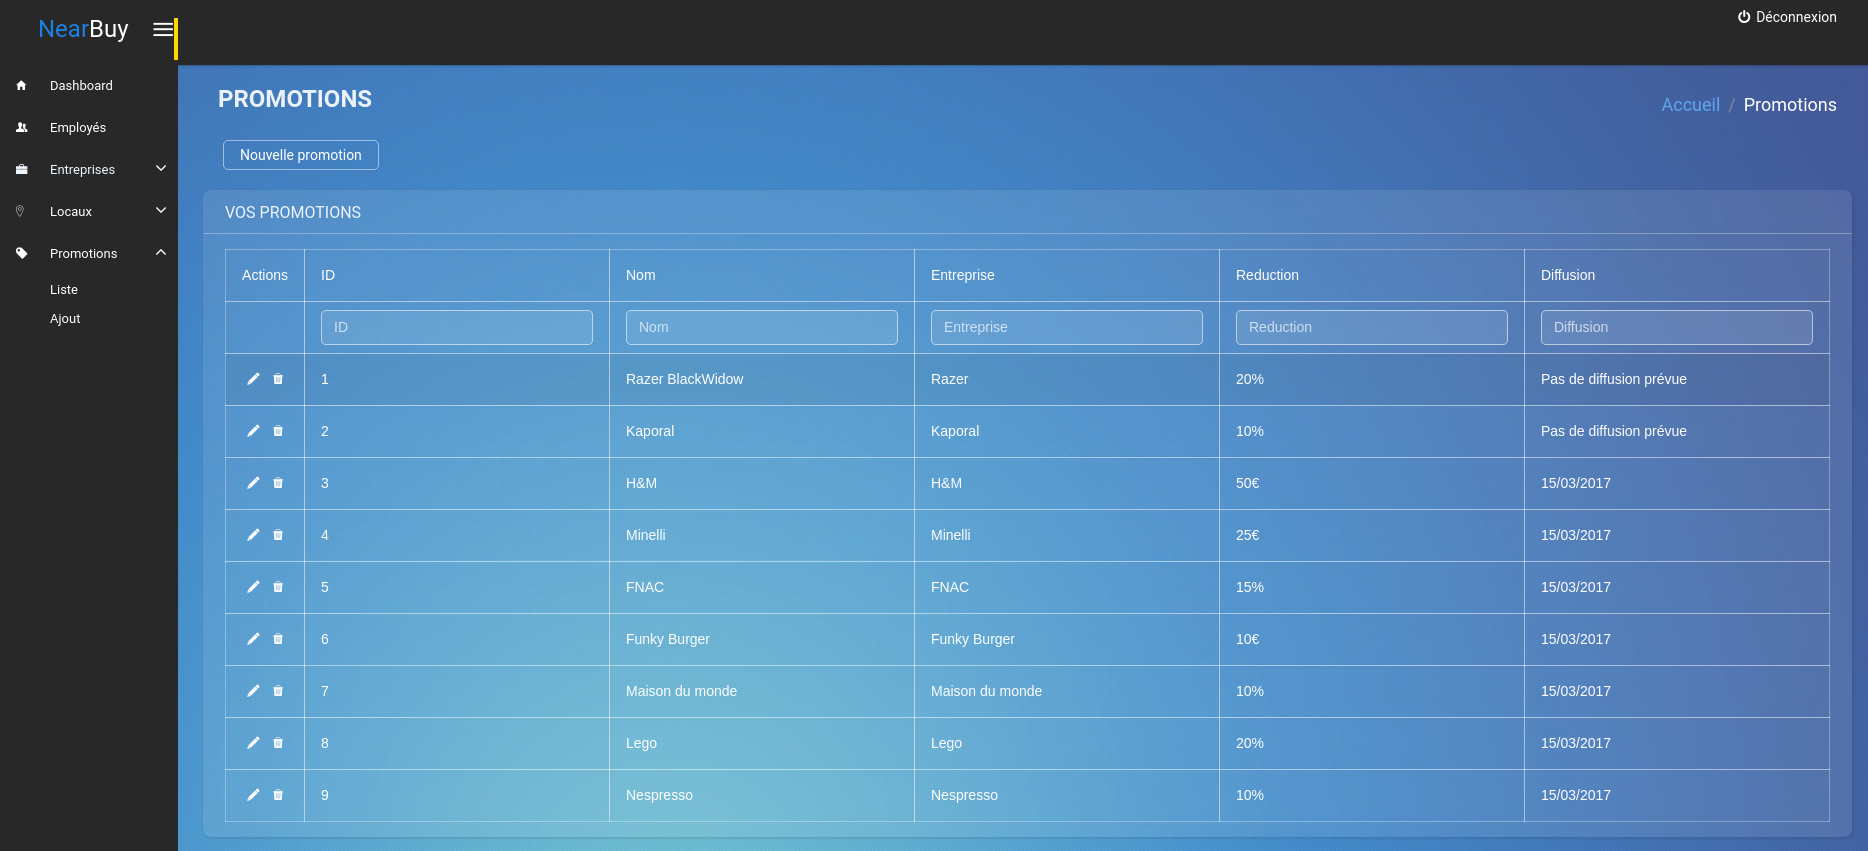 NearBuy
Déconnexion
Dashboard
Employés
Entreprises
Locaux
Promotions
Liste
Ajout
PROMOTIONS
Accueil / Promotions
Nouvelle promotion
VOS PROMOTIONS
Actions ID Nom Entreprise Reduction Diffusion
ID Nom Entreprise Reduction Diffusion
1 Razer BlackWidow Razer 20% Pas de diffusion prévue
2 Kaporal Kaporal 10% Pas de diffusion prévue
3 H&M H&M 50€ 15/03/2017
4 Minelli Minelli 25€ 15/03/2017
5 FNAC FNAC 15% 15/03/2017
6 Funky Burger Funky Burger 10€ 15/03/2017
7 Maison du monde Maison du monde 10% 15/03/2017
8 Lego Lego 20% 15/03/2017
9 Nespresso Nespresso 10% 15/03/2017